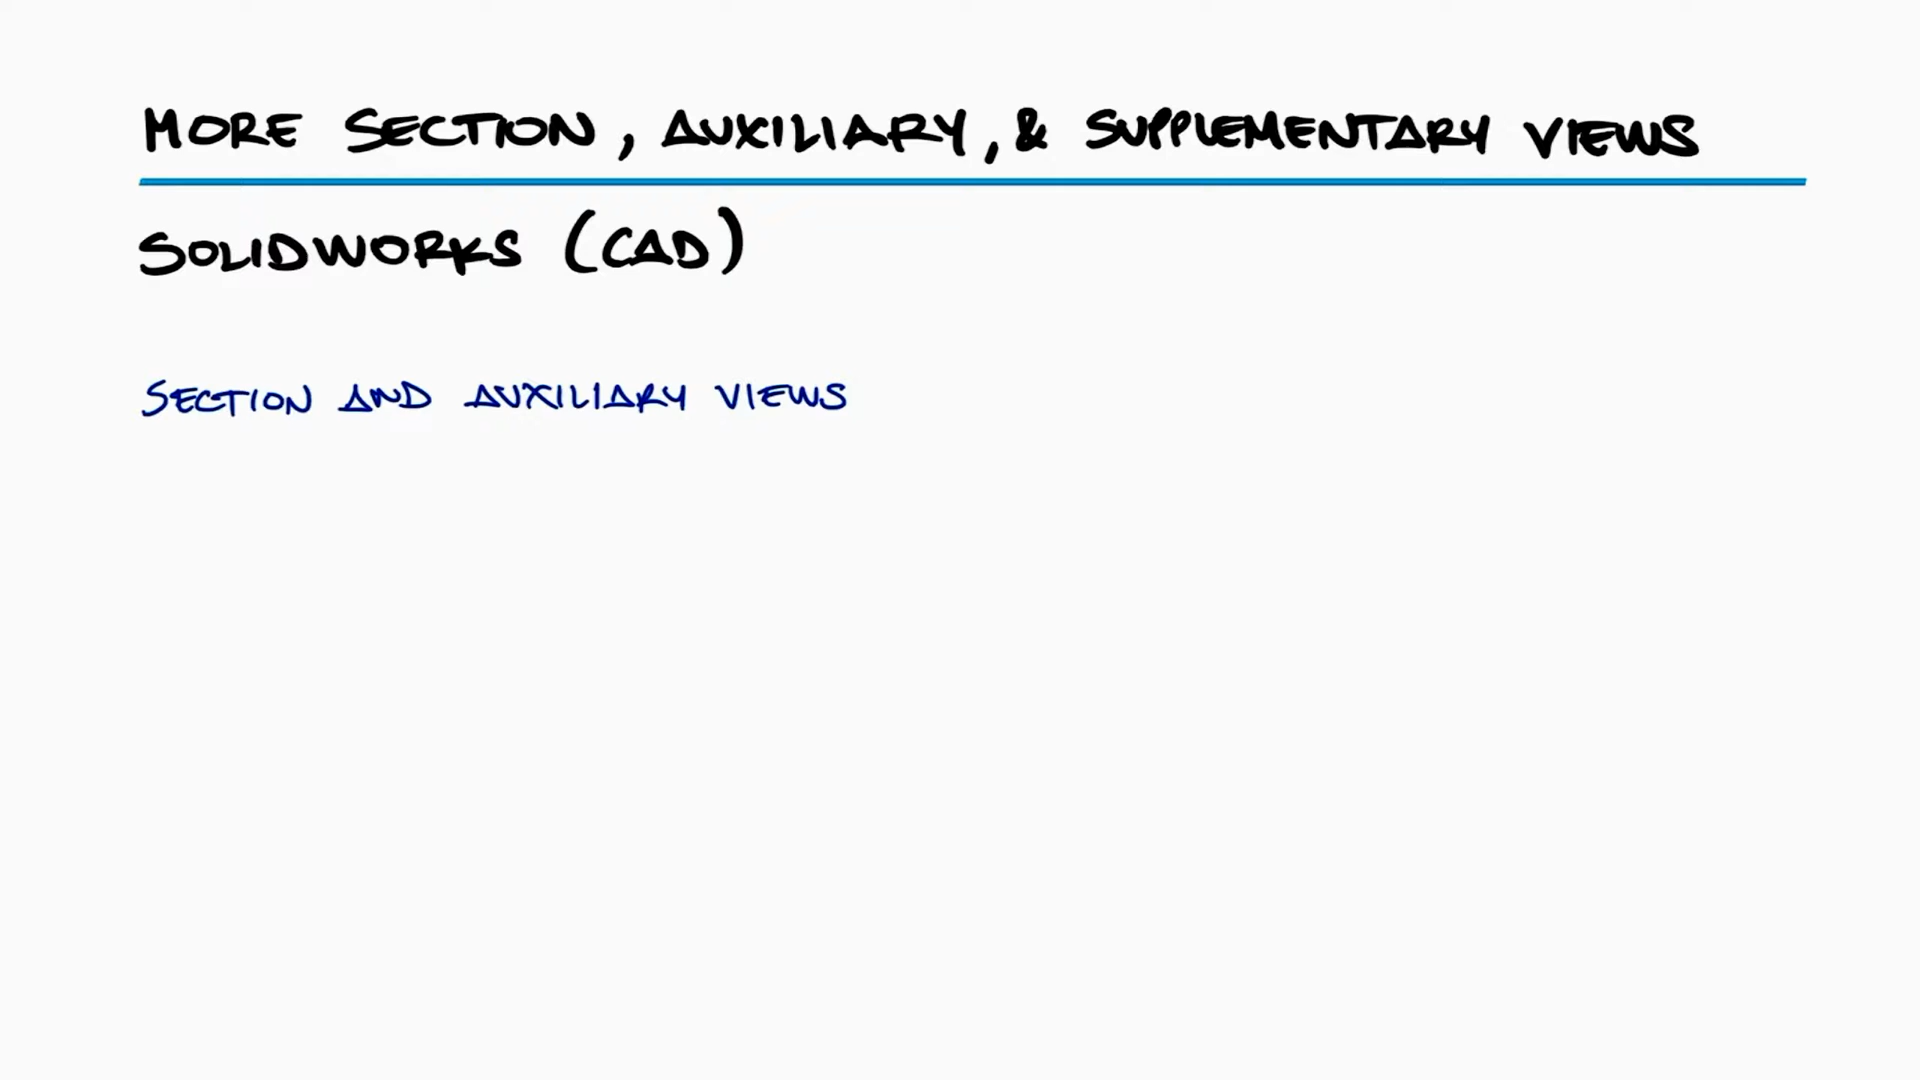 MORE SECTION, AUXILIARY, & SUPPLEMENTARY VIEWS
SOLIDWORKS (CAD)
SECTION AND AUXILIARY VIEWS